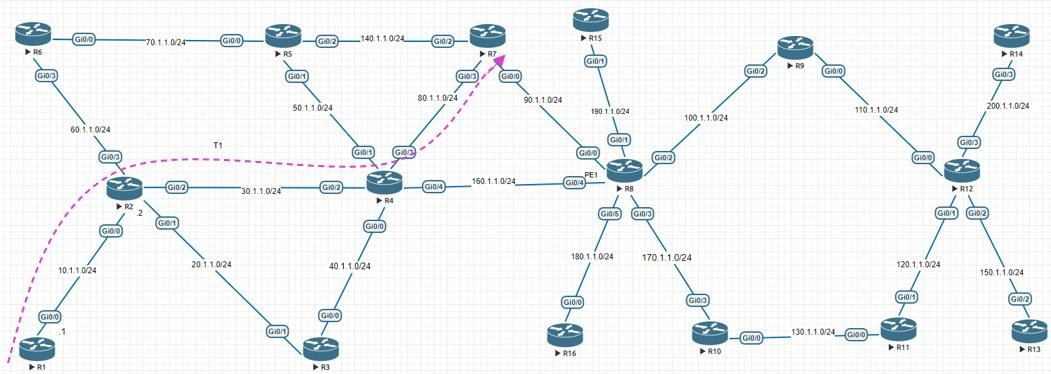 R6
Gi0/0
70.1.1.0/24
Gi0/0
R5
Gi0/2
140.1.1.0/24
Gi0/2
R7
R15
R9
R14
Gi0/3
Gi0/1
Gi0/3
Gi0/0
Gi0/1
Gi0/2
Gi0/0
Gi0/3
50.1.1.0/24
80.1.1.0/24
90.1.1.0/24
190.1.1.0/24
100.1.1.0/24
110.1.1.0/24
200.1.1.0/24
60.1.1.0/24
T1
Gi0/3
Gi0/1
Gi0/3
Gi0/0
Gi0/1
Gi0/2
Gi0/0
Gi0/3
R2
.2
Gi0/2
30.1.1.0/24
Gi0/2
R4
Gi0/4
160.1.1.0/24
Gi0/4
PE1
R8
R12
Gi0/0
Gi0/1
Gi0/0
Gi0/5
Gi0/3
Gi0/1
Gi0/2
10.1.1.0/24
20.1.1.0/24
40.1.1.0/24
180.1.1.0/24
170.1.1.0/24
120.1.1.0/24
150.1.1.0/24
Gi0/0
.1
Gi0/1
Gi0/0
Gi0/0
Gi0/3
Gi0/1
Gi0/2
R1
R3
R16
R10
Gi0/0
130.1.1.0/24
Gi0/0
R11
R13